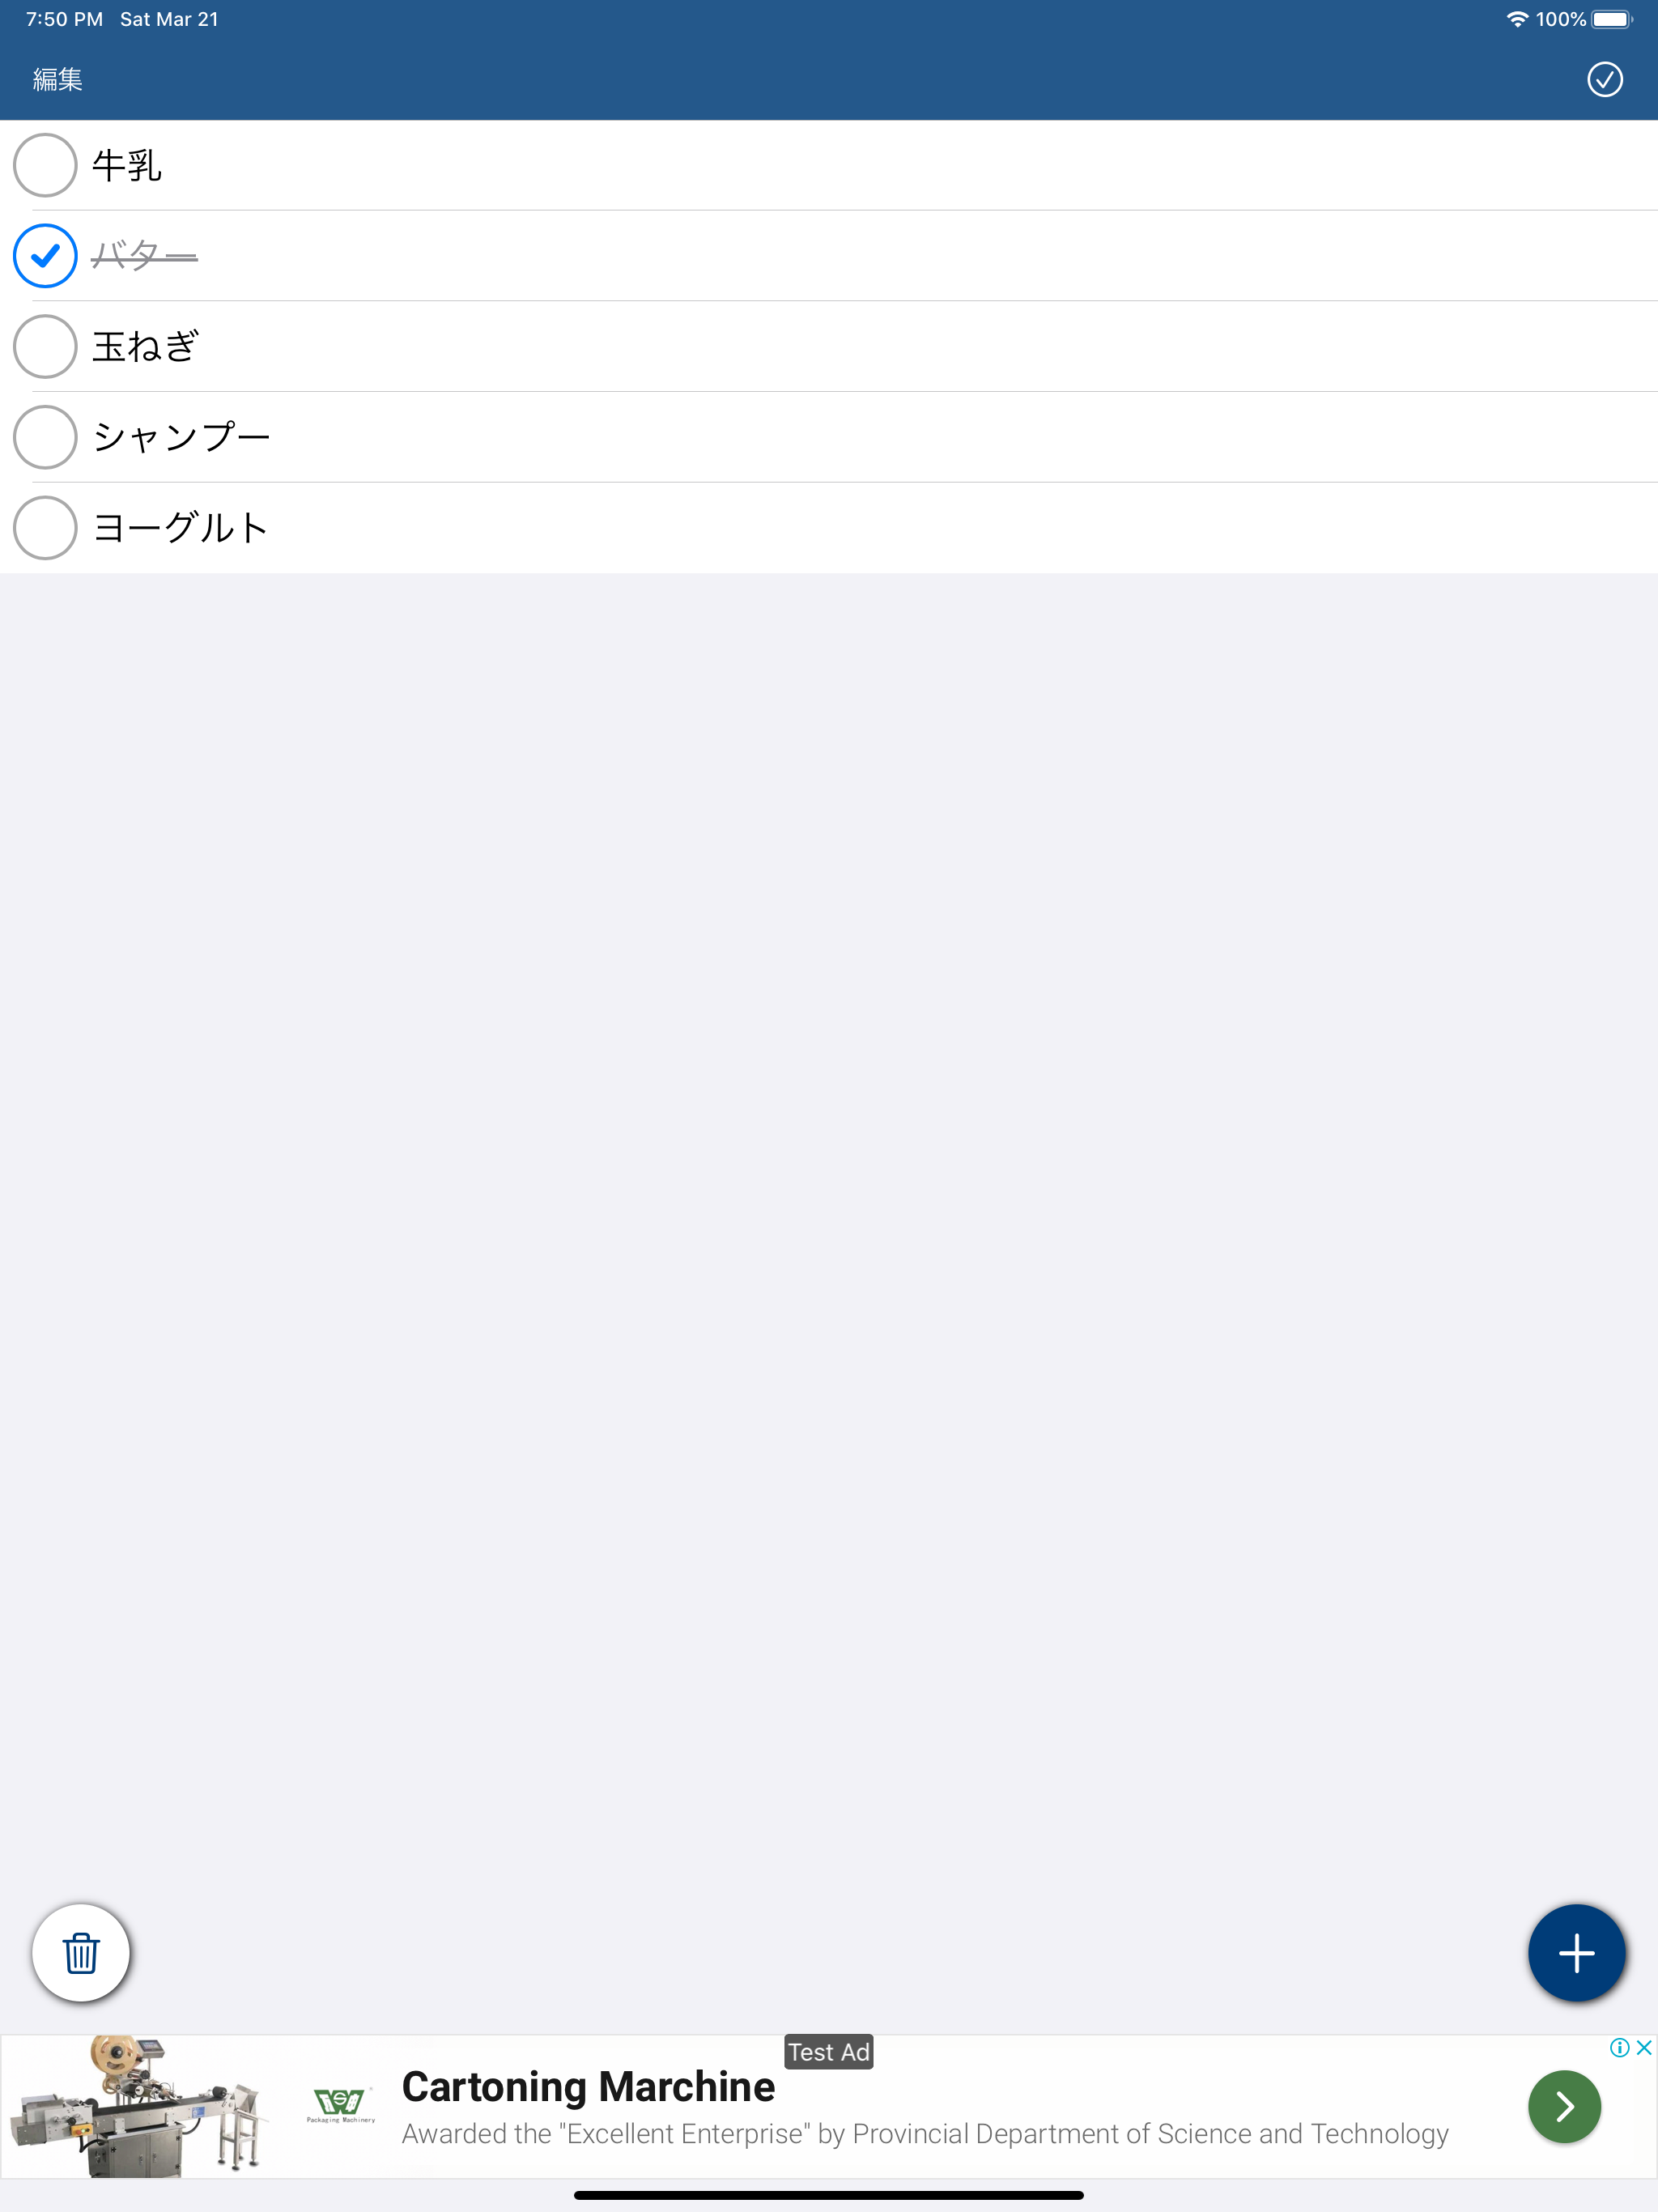 7:50 PM Sat Mar 21 100%
編集
牛乳
バター
玉ねぎ
シャンプー
ヨーグルト
Test Ad
Cartoning Marchine
Packaging Machinery
Awarded the "Excellent Enterprise" by Provincial Department of Science and Technology